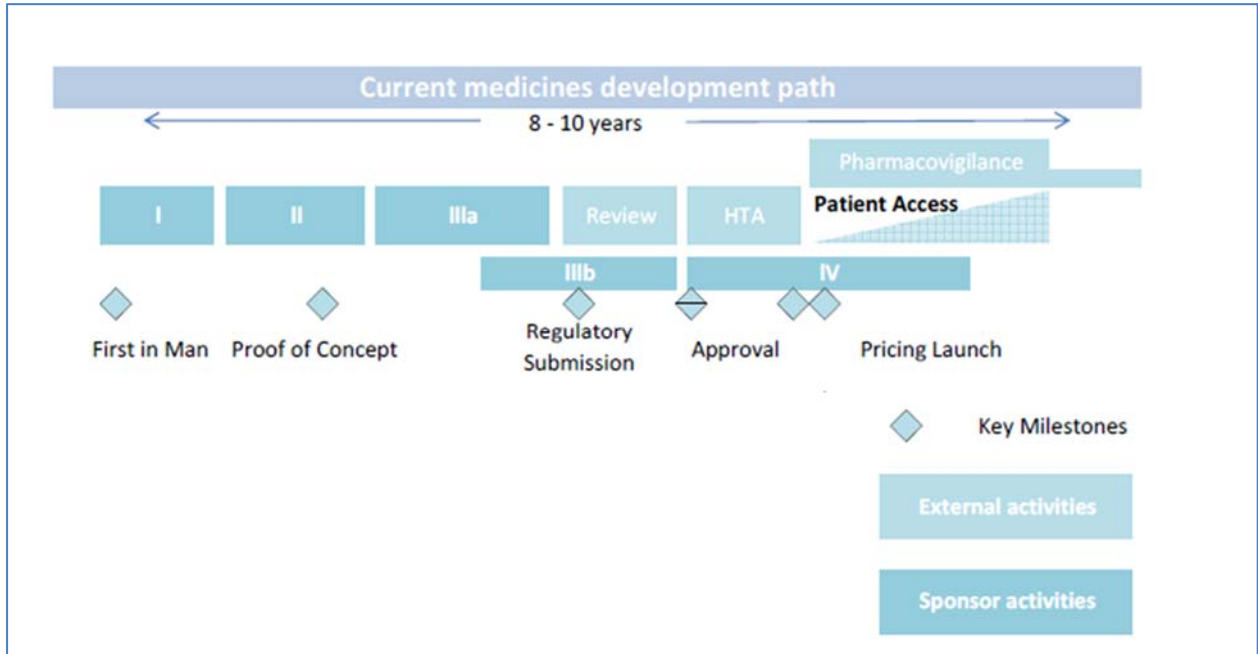 Current medicines development path
8 - 10 years
Pharmacovigilance
I
II
IIIa
Review
HTA
Patient Access
IIIb
IV
First in Man
Proof of Concept
Regulatory
Submission
Approval
Pricing Launch
Key Milestones
External activities
Sponsor activities